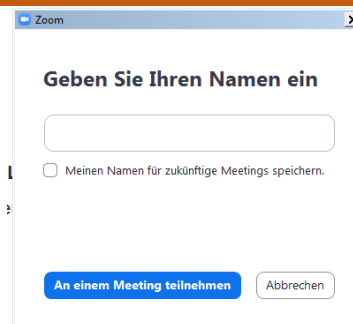 Zoom
Geben Sie Ihren Namen ein
Meinen Namen für zukünftige Meetings speichern.
An einem Meeting teilnehmen
Abbrechen